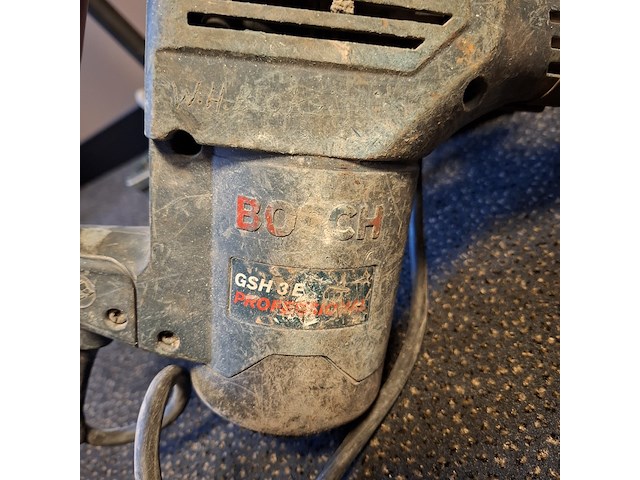 W.H.
BOSCH
GSH 3 E
PROFESSIONAL